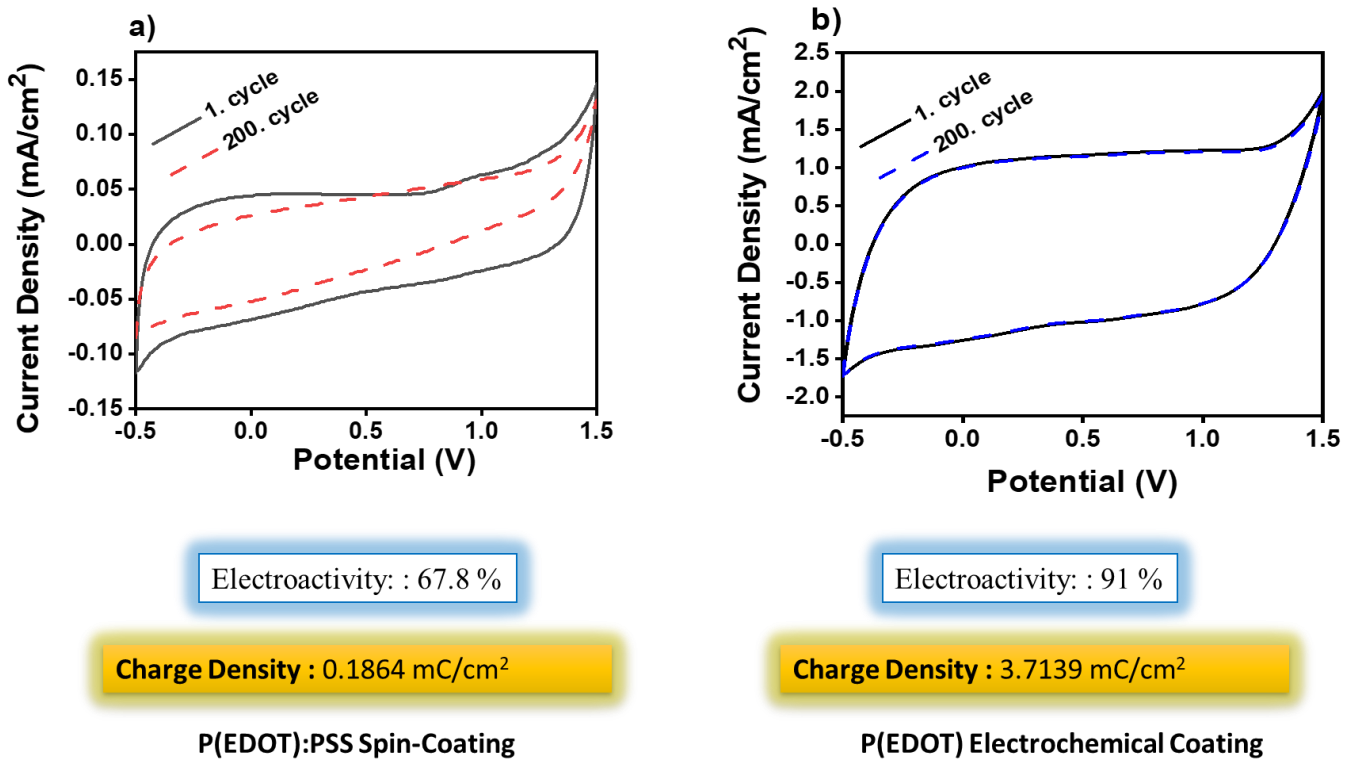 a)
Current Density (mA/cm²)
0.15
0.10
0.05
0.00
-0.05
-0.10
-0.15
1. cycle
200. cycle
-0.5 0.0 0.5 1.0 1.5
Potential (V)
b)
Current Density (mA/cm²)
2.5
2.0
1.5
1.0
0.5
0.0
-0.5
-1.0
-1.5
-2.0
1. cycle
200. cycle
-0.5 0.0 0.5 1.0 1.5
Potential (V)
Electroactivity: : 67.8 %
Electroactivity: : 91 %
Charge Density : 0.1864 mC/cm²
Charge Density : 3.7139 mC/cm²
P(EDOT):PSS Spin-Coating
P(EDOT) Electrochemical Coating